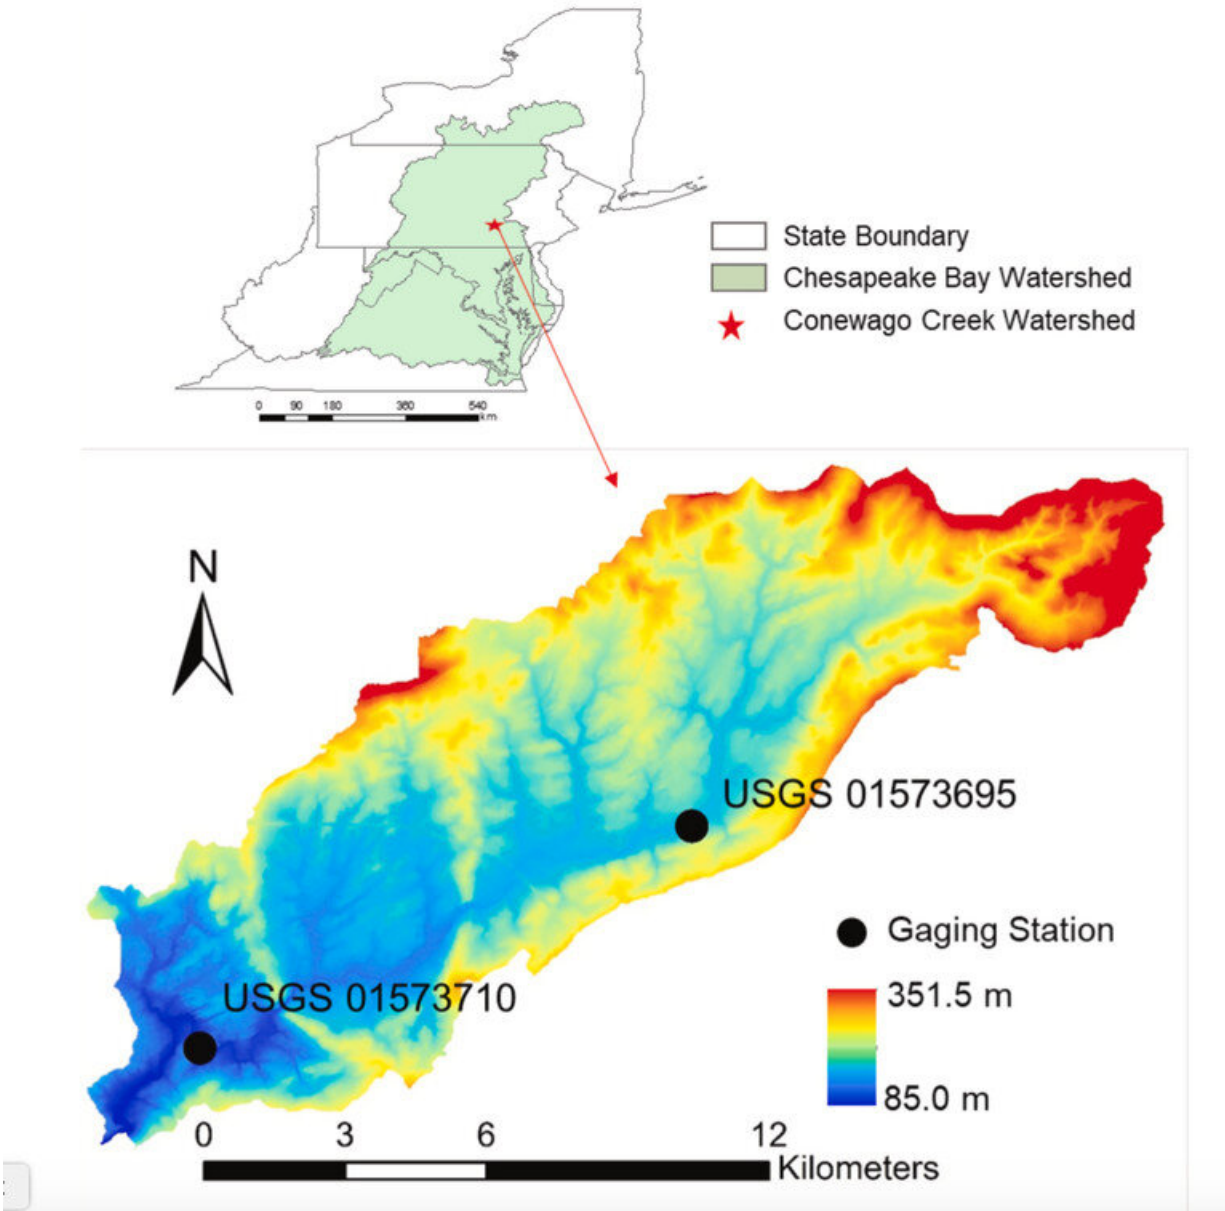 State Boundary
Chesapeake Bay Watershed
Conewago Creek Watershed
0 90 180 360 540
km
N
USGS 01573695
Gaging Station
351.5 m
USGS 01573710
85.0 m
0 3 6 12
Kilometers